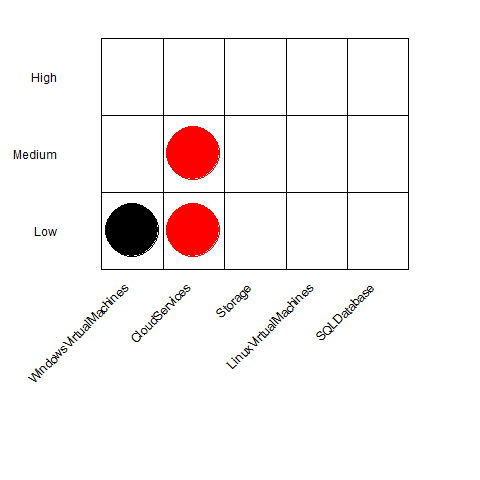 High
Medium
Low
WindowsVirtualMachines
CloudServices
Storage
LinuxVirtualMachines
SQLDatabase